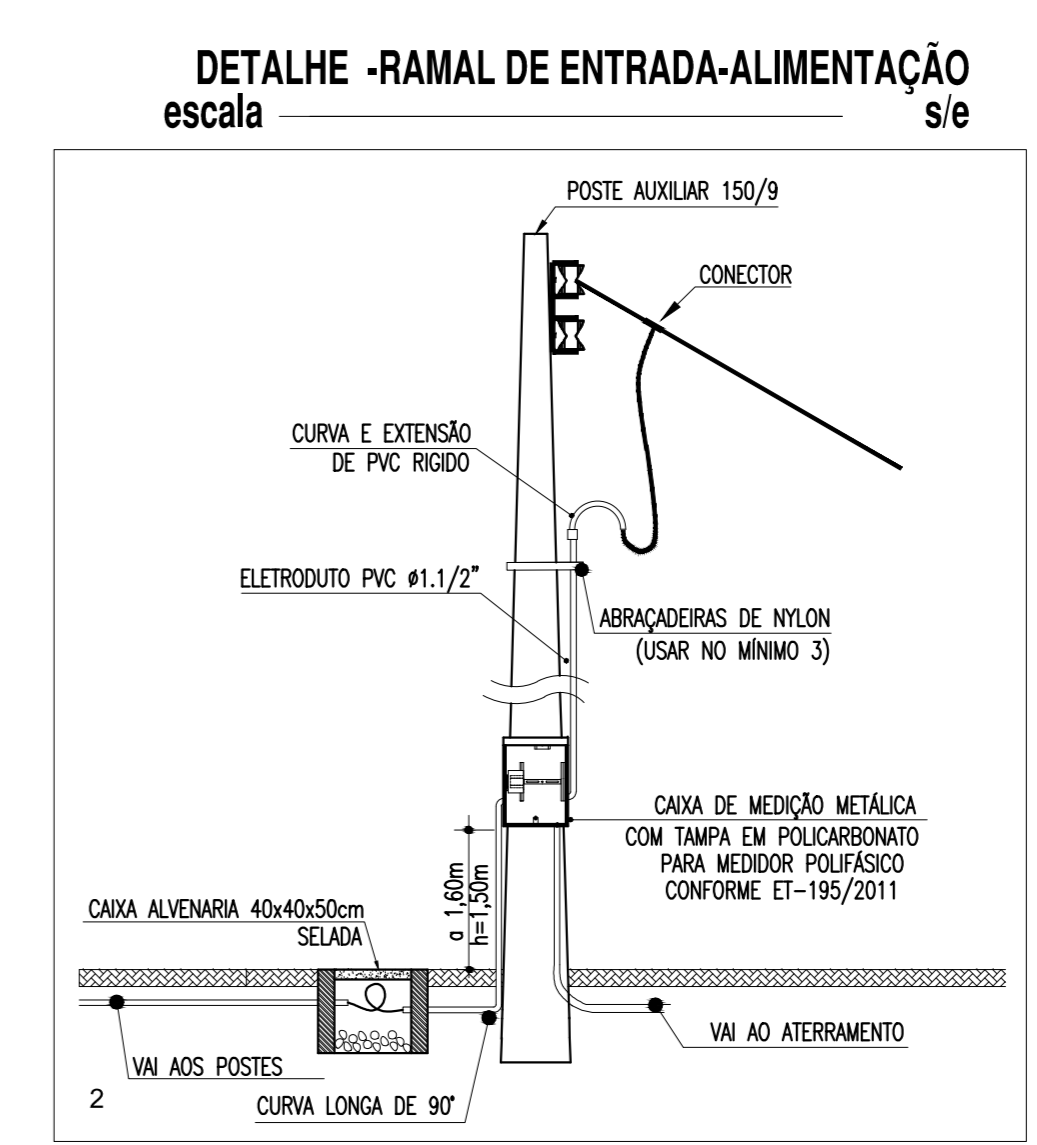 DETALHE -RAMAL DE ENTRADA-ALIMENTAÇÃO
escala s/e
POSTE AUXILIAR 150/9
CONECTOR
CURVA E EXTENSÃO
DE PVC RIGIDO
ELETRODUTO PVC ø1.1/2"
ABRAÇADEIRAS DE NYLON
(USAR NO MÍNIMO 3)
CAIXA DE MEDIÇÃO METÁLICA
COM TAMPA EM POLICARBONATO
PARA MEDIDOR POLIFÁSICO
CONFORME ET-195/2011
a 1,60m
h=1,50m
CAIXA ALVENARIA 40x40x50cm
SELADA
VAI AO ATERRAMENTO
VAI AOS POSTES
CURVA LONGA DE 90°
2